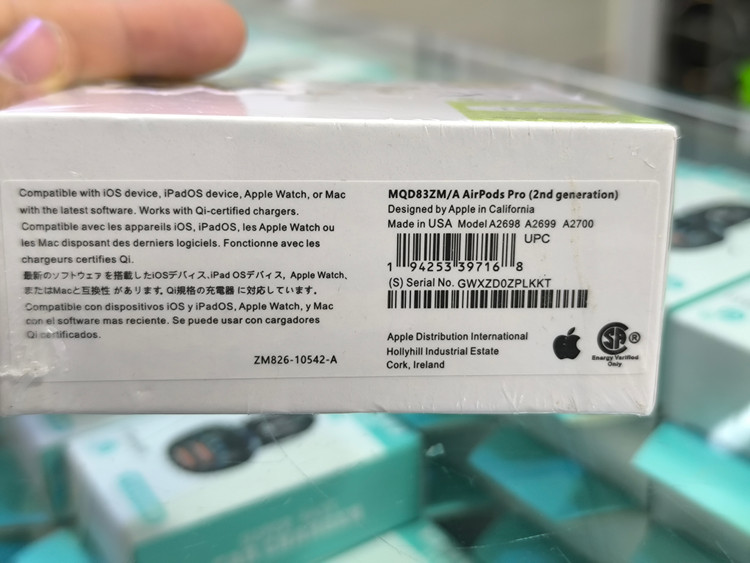 Compatible with iOS device, iPadOS device, Apple Watch, or Mac
with the latest software. Works with Qi-certified chargers.
Compatible avec les appareils iOS, iPadOS, les Apple Watch ou
les Mac disposant des derniers logiciels. Fonctionne avec les
chargeurs certifies Qi.
最新のソフトウェアを搭載したiOSデバイス、iPad OSデバイス, Apple Watch、
またはMacと互換性 があります。Qi規格の充電器 に対応しています。
Compatible con dispositivos iOS y iPadOS, Apple Watch, y Mac
con el software mas reciente. Se puede usar con cargadores
Qi certificados.
ZM826-10542-A
MQD83ZM/A AirPods Pro (2nd generation)
Designed by Apple in California
Made in USA Model A2698 A2699 A2700
UPC
1 94253 39716 8
(S) Serial No. GWXZD0ZPLKKT
Apple Distribution International
Hollyhill Industrial Estate
Cork, Ireland
SA ®
Energy Verified
Only